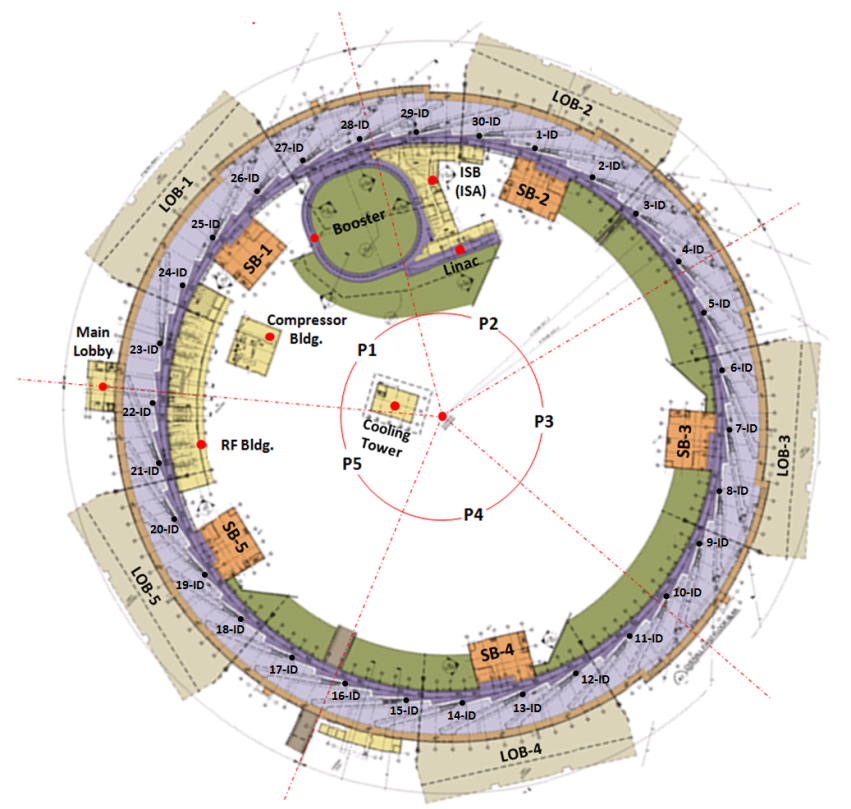 LOB-2
29-ID
30-ID
28-ID
1-ID
27-ID
ISB
(ISA)
2-ID
LOB-1
26-ID
SB-2
3-ID
25-ID
Booster
4-ID
SB-1
Linac
24-ID
5-ID
Compressor
Bldg.
P2
Main
Lobby
23-ID
P1
6-ID
22-ID
Cooling
Tower
P3
7-ID
SB-3
LOB-3
RF Bldg.
21-ID
P5
8-ID
20-ID
P4
SB-5
9-ID
LOB-5
19-ID
10-ID
18-ID
11-ID
17-ID
SB-4
12-ID
16-ID
15-ID
14-ID
13-ID
LOB-4